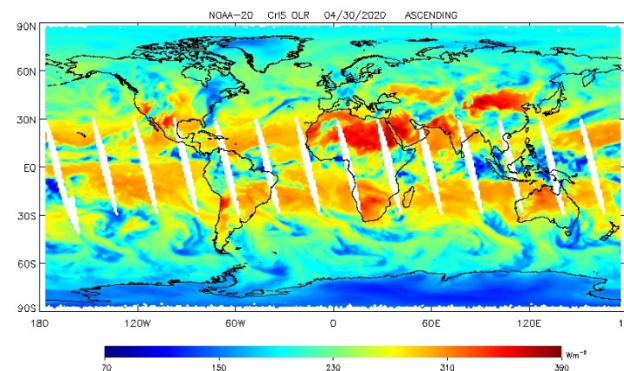 NOAA-20 CrIS OLR 04/30/2020 ASCENDING
90N
60N
30N
EQ
30S
60S
90S
180 120W 60W 0 60E 120E 1
70 150 230 310 390 Wm⁻²